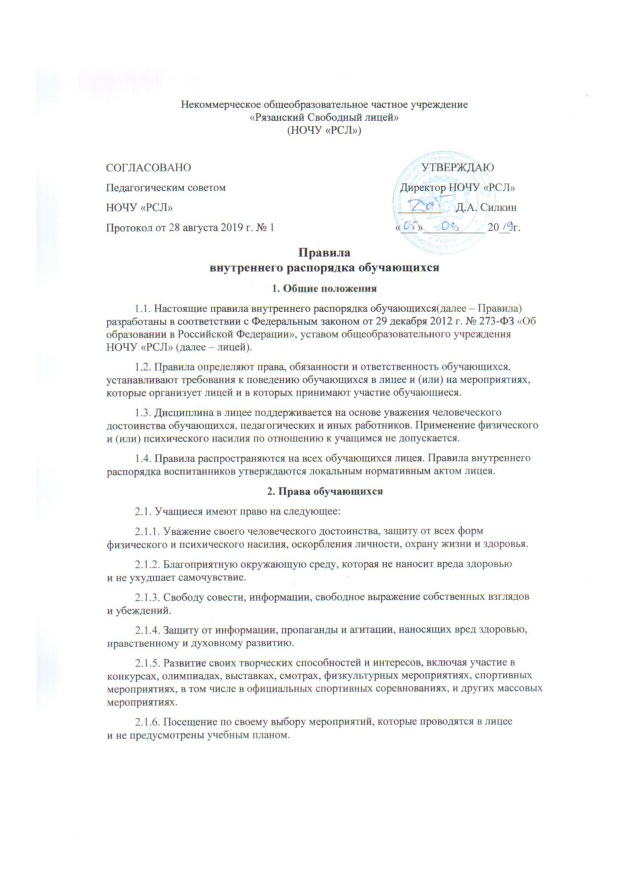 Некоммерческое общеобразовательное частное учреждение
«Рязанский Свободный лицей»
(НОЧУ «РСЛ»)
СОГЛАСОВАНО УТВЕРЖДАЮ
Педагогическим советом Директор НОЧУ «РСЛ»
НОЧУ «РСЛ» Д.А. Силкин
Протокол от 28 августа 2019 г. № 1 «05» 09 2019г.
Правила
внутреннего распорядка обучающихся
1. Общие положения
1.1. Настоящие правила внутреннего распорядка обучающихся(далее – Правила)
разработаны в соответствии с Федеральным законом от 29 декабря 2012 г. № 273-ФЗ «Об
образовании в Российской Федерации», уставом общеобразовательного учреждения
НОЧУ «РСЛ» (далее – лицей).
1.2. Правила определяют права, обязанности и ответственность обучающихся,
устанавливают требования к поведению обучающихся в лицее и (или) на мероприятиях,
которые организует лицей и в которых принимают участие обучающиеся.
1.3. Дисциплина в лицее поддерживается на основе уважения человеческого
достоинства обучающихся, педагогических и иных работников. Применение физического
и (или) психического насилия по отношению к учащимся не допускается.
1.4. Правила распространяются на всех обучающихся лицея. Правила внутреннего
распорядка воспитанников утверждаются локальным нормативным актом лицея.
2. Права обучающихся
2.1. Учащиеся имеют право на следующее:
2.1.1. Уважение своего человеческого достоинства, защиту от всех форм
физического и психического насилия, оскорбления личности, охрану жизни и здоровья.
2.1.2. Благоприятную окружающую среду, которая не наносит вреда здоровью
и не ухудшает самочувствие.
2.1.3. Свободу совести, информации, свободное выражение собственных взглядов
и убеждений.
2.1.4. Защиту от информации, пропаганды и агитации, наносящих вред здоровью,
нравственному и духовному развитию.
2.1.5. Развитие своих творческих способностей и интересов, включая участие в
конкурсах, олимпиадах, выставках, смотрах, физкультурных мероприятиях, спортивных
мероприятиях, в том числе в официальных спортивных соревнованиях, и других массовых
мероприятиях.
2.1.6. Посещение по своему выбору мероприятий, которые проводятся в лицее
и не предусмотрены учебным планом.